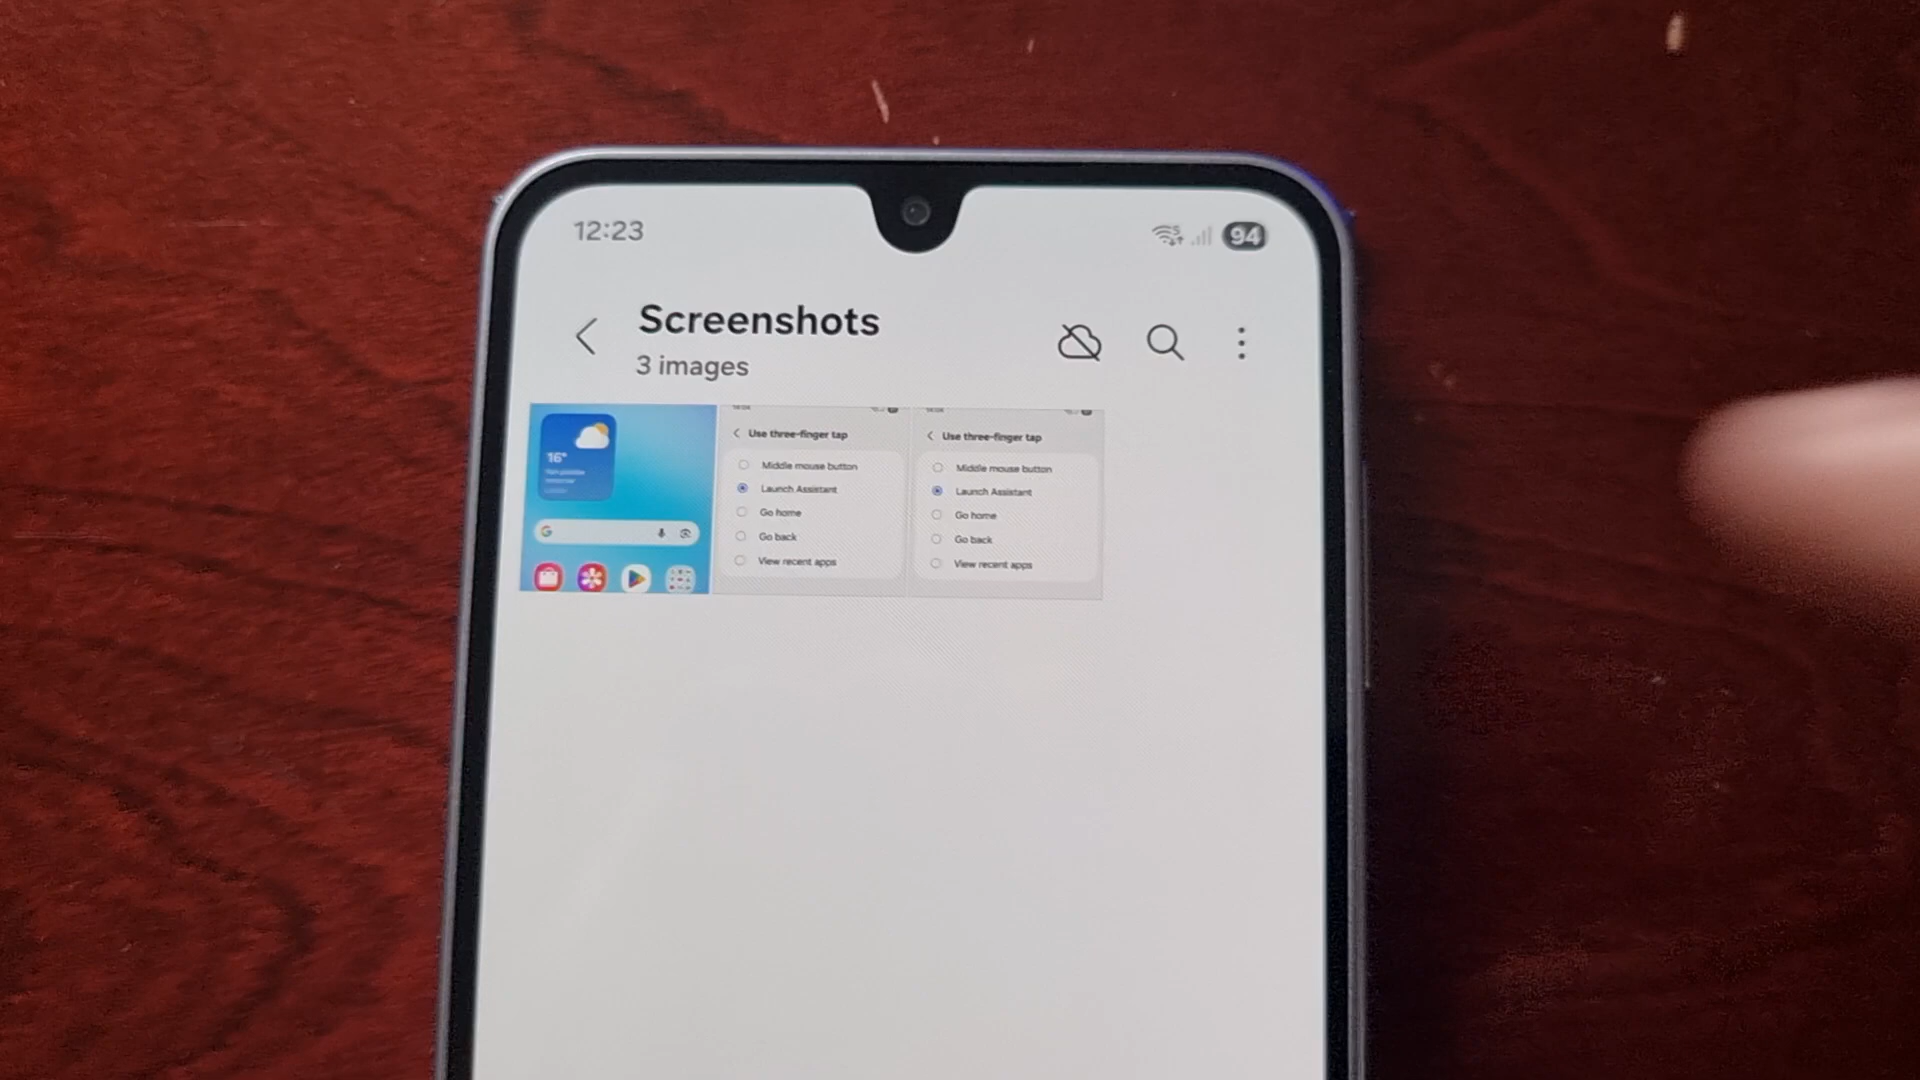 12:23
94
Screenshots
3 images
16°
Use three-finger tap
Middle mouse button
Launch Assistant
Go home
Go back
View recent apps
Use three-finger tap
Middle mouse button
Launch Assistant
Go home
Go back
View recent apps